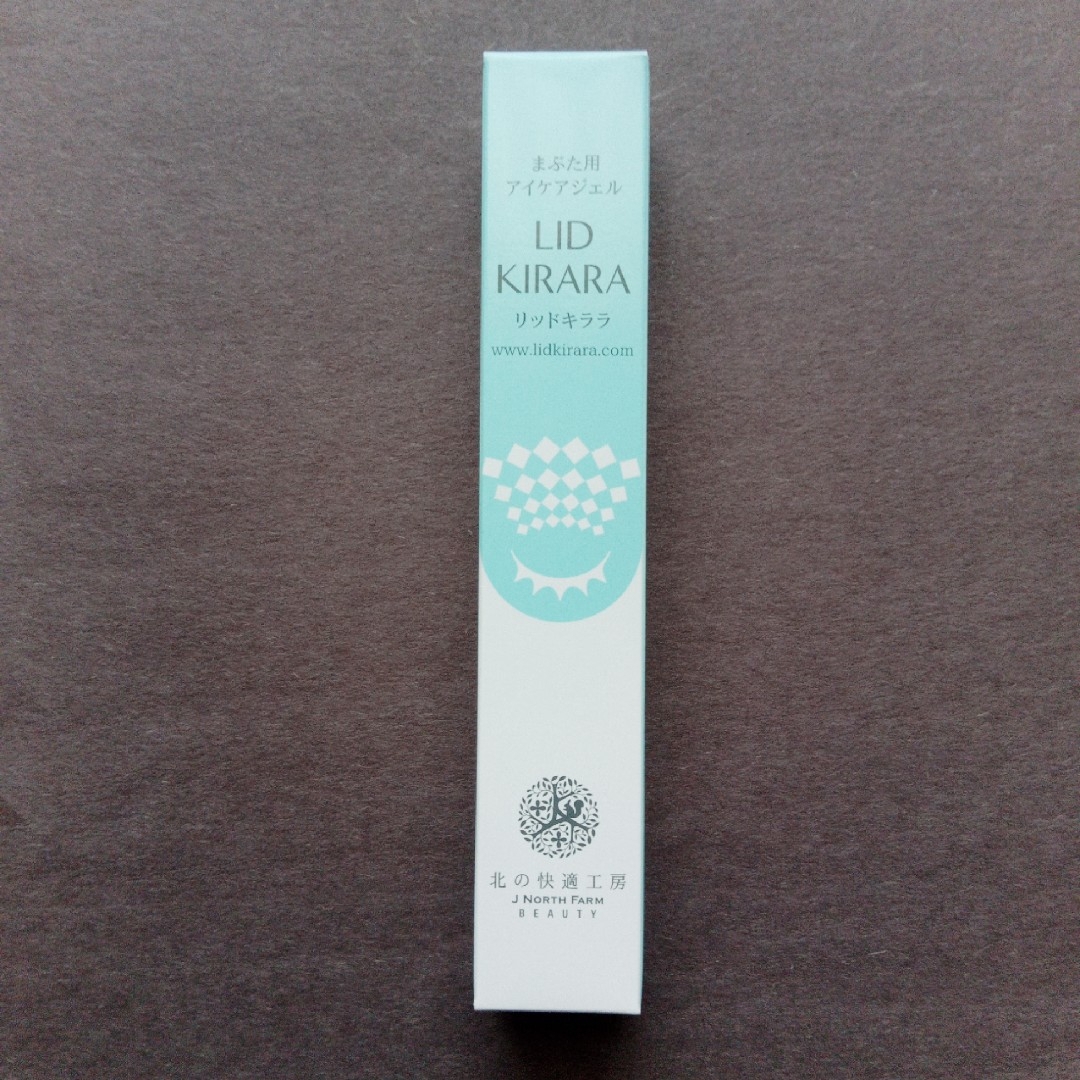 まぶた用
アイケアジェル
LID
KIRARA
リッドキララ
www.lidkirara.com
北の快適工房
J NORTH FARM
BEAUTY